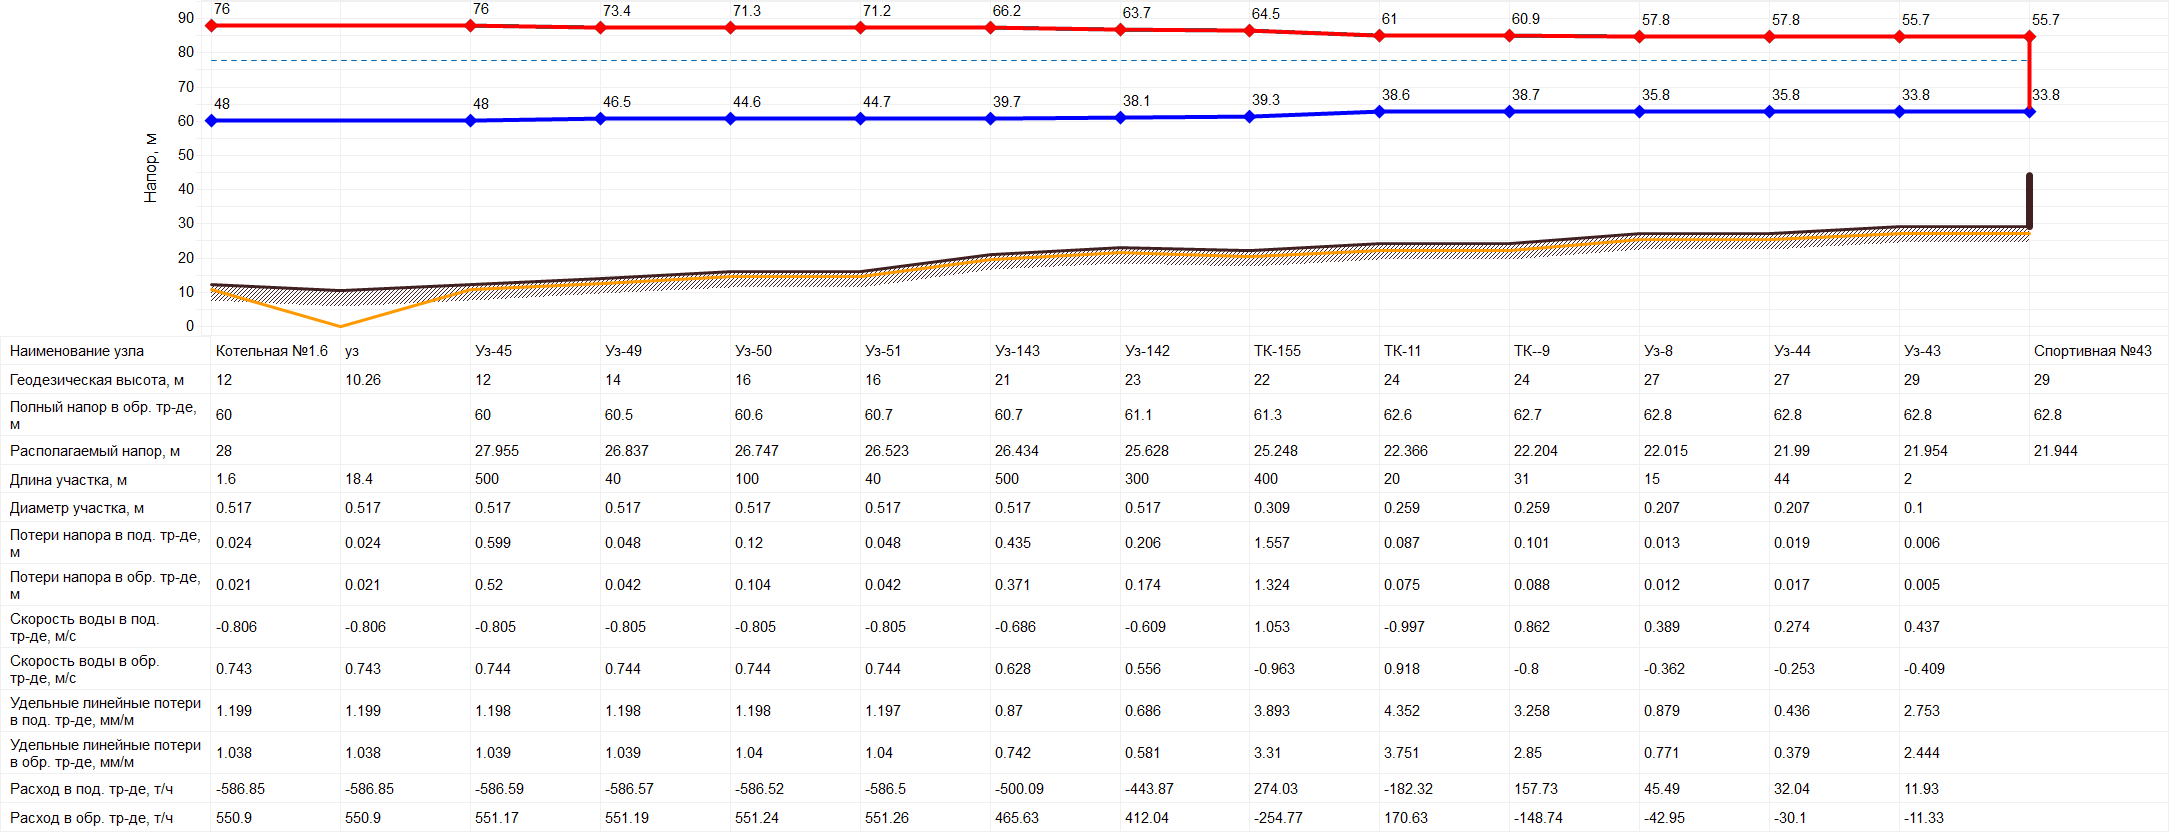 76 76 73.4 71.3 71.2 66.2 63.7 64.5 61 60.9 57.8 57.8 55.7 55.7
48 48 46.5 44.6 44.7 39.7 38.1 39.3 38.6 38.7 35.8 35.8 33.8 33.8
Напор, м
90
80
70
60
50
40
30
20
10
0
Наименование узла Котельная №1.6 уз Уз-45 Уз-49 Уз-50 Уз-51 Уз-143 Уз-142 ТК-155 ТК-11 ТК--9 Уз-8 Уз-44 Уз-43 Спортивная №43
Геодезическая высота, м 12 10.26 12 14 16 16 21 23 22 24 24 27 27 29 29
Полный напор в обр. тр-де,
м
60 60 60.5 60.6 60.7 60.7 61.1 61.3 62.6 62.7 62.8 62.8 62.8 62.8
Располагаемый напор, м 28 27.955 26.837 26.747 26.523 26.434 25.628 25.248 22.366 22.204 22.015 21.99 21.954 21.944
Длина участка, м 1.6 18.4 500 40 100 40 500 300 400 20 31 15 44 2
Диаметр участка, м 0.517 0.517 0.517 0.517 0.517 0.517 0.517 0.517 0.309 0.259 0.259 0.207 0.207 0.1
Потери напора в под. тр-де,
м
0.024 0.024 0.599 0.048 0.12 0.048 0.435 0.206 1.557 0.087 0.101 0.013 0.019 0.006
Потери напора в обр. тр-де,
м
0.021 0.021 0.52 0.042 0.104 0.042 0.371 0.174 1.324 0.075 0.088 0.012 0.017 0.005
Скорость воды в под.
тр-де, м/с
-0.806 -0.806 -0.805 -0.805 -0.805 -0.805 -0.686 -0.609 1.053 -0.997 0.862 0.389 0.274 0.437
Скорость воды в обр.
тр-де, м/с
0.743 0.743 0.744 0.744 0.744 0.744 0.628 0.556 -0.963 0.918 -0.8 -0.362 -0.253 -0.409
Удельные линейные потери
в под. тр-де, мм/м
1.199 1.199 1.198 1.198 1.198 1.197 0.87 0.686 3.893 4.352 3.258 0.879 0.436 2.753
Удельные линейные потери
в обр. тр-де, мм/м
1.038 1.038 1.039 1.039 1.04 1.04 0.742 0.581 3.31 3.751 2.85 0.771 0.379 2.444
Расход в под. тр-де, т/ч -586.85 -586.85 -586.59 -586.57 -586.52 -586.5 -500.09 -443.87 274.03 -182.32 157.73 45.49 32.04 11.93
Расход в обр. тр-де, т/ч 550.9 550.9 551.17 551.19 551.24 551.26 465.63 412.04 -254.77 170.63 -148.74 -42.95 -30.1 -11.33